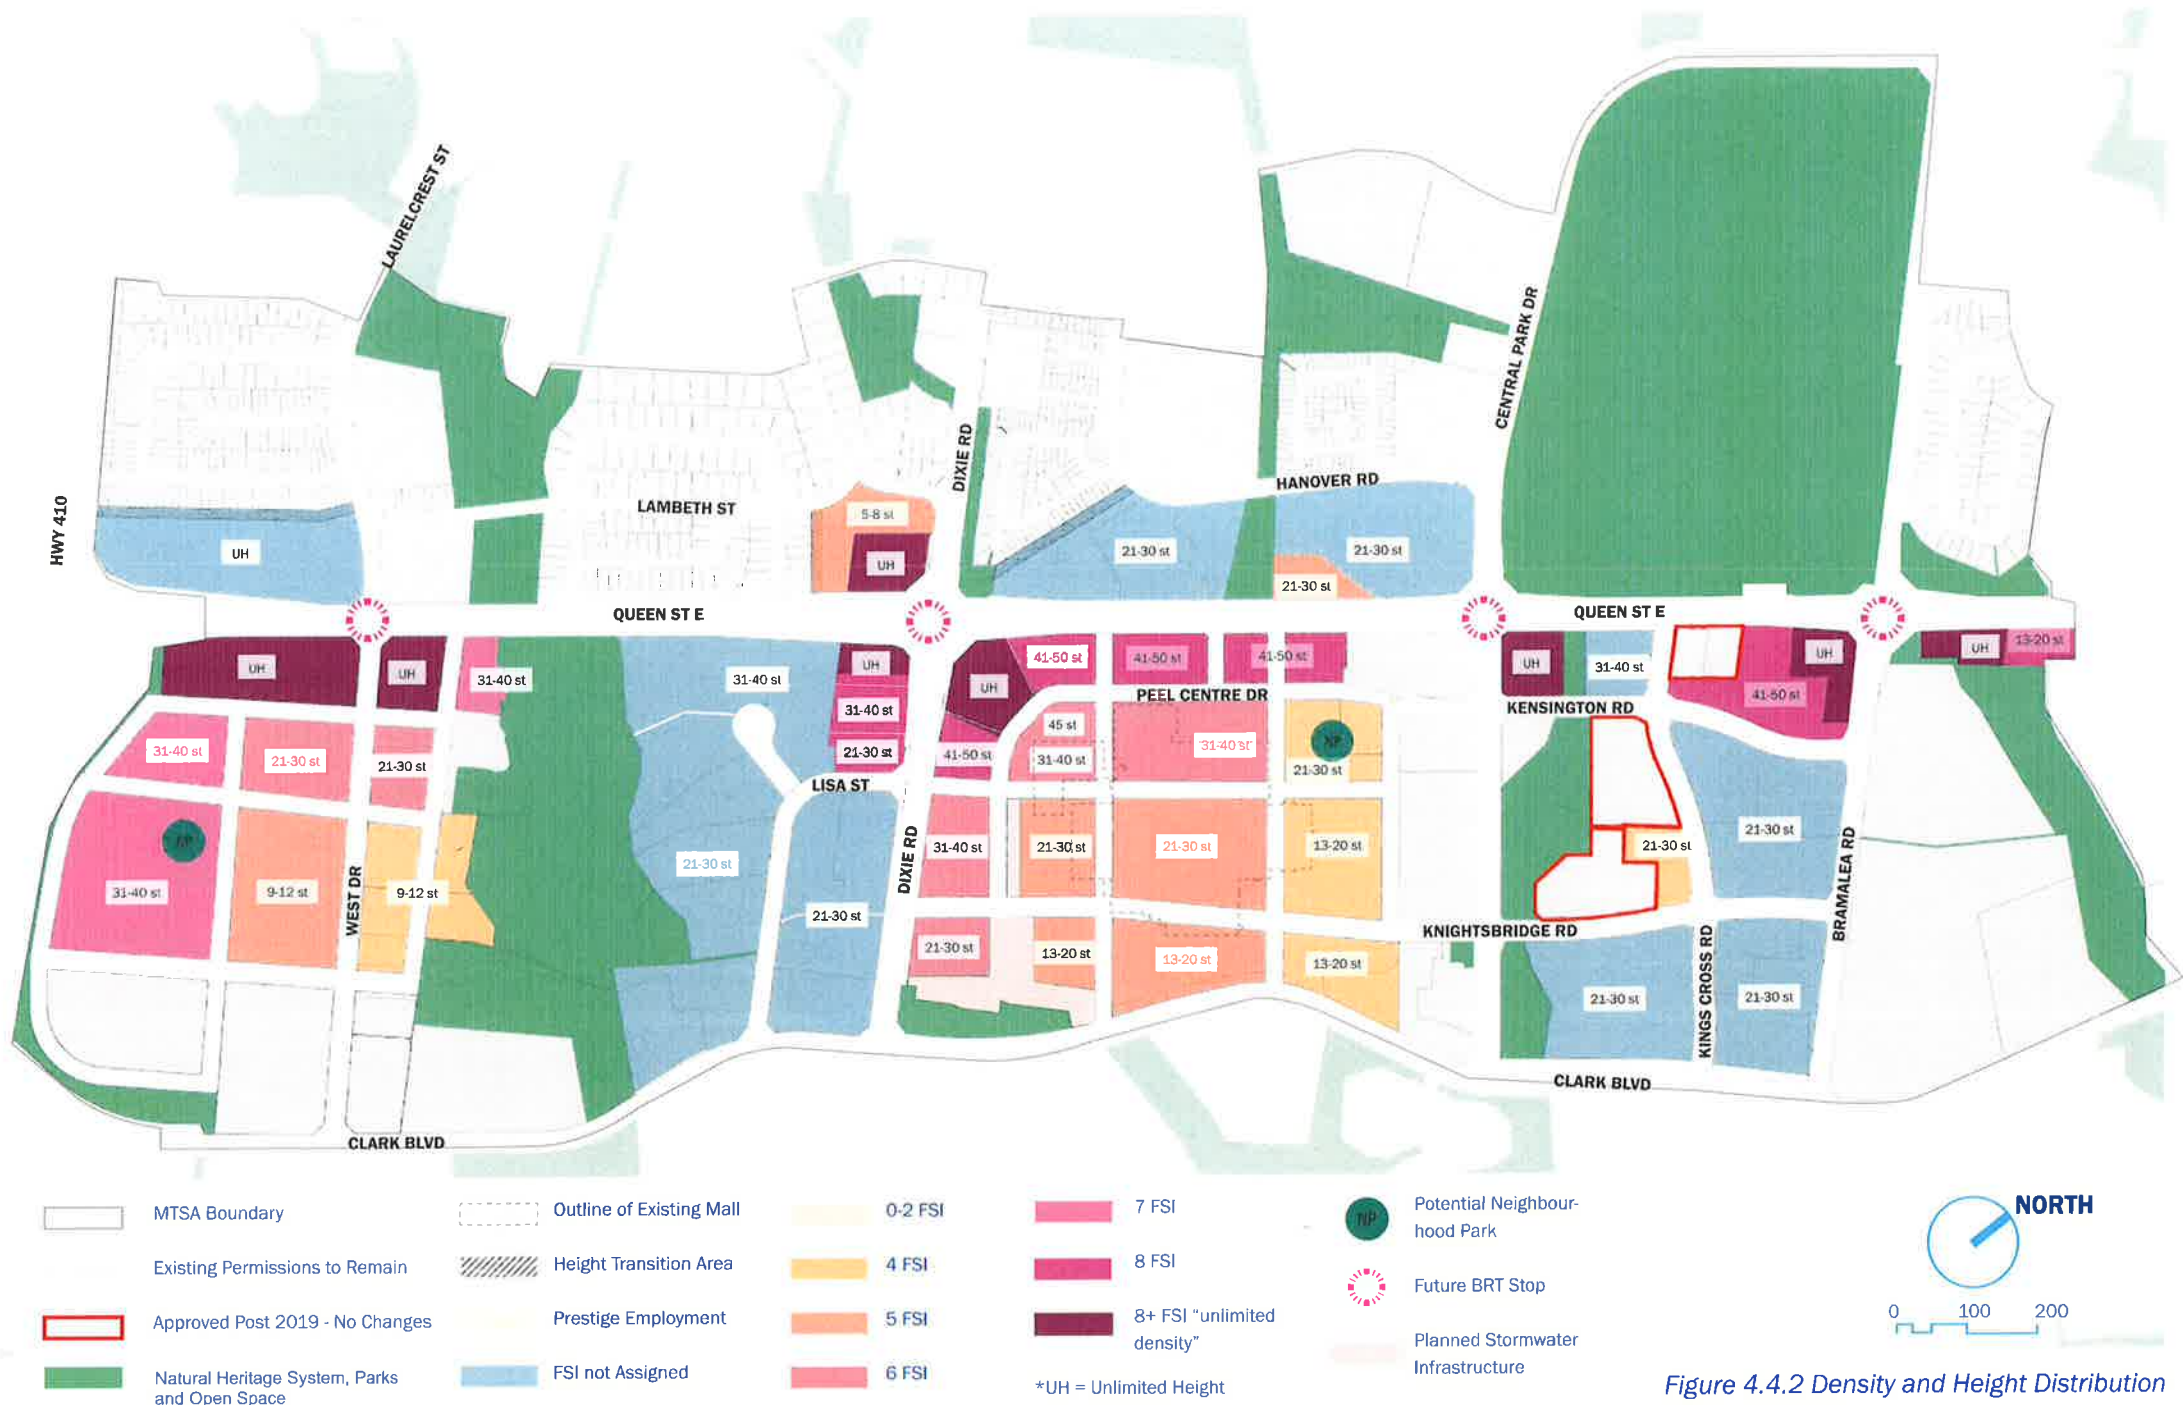 LAURELCREST ST
CENTRAL PARK DR
HWY 410
LAMBETH ST
DIXIE RD
HANOVER RD
5-8 st
UH
UH
21-30 st
21-30 st
21-30 st
QUEEN ST E
QUEEN ST E
UH
UH
31-40 st
31-40 st
UH
31-40 st
21-30 st
UH
41-50 st
41-50 st
41-50 st
41-50 st
PEEL CENTRE DR
UH
31-40 st
KENSINGTON RD
UH
41-50 st
UH
13-20 st
31-40 st
21-30 st
21-30 st
LISA ST
45 st
31-40 st
31-40 st
NP
21-30 st
NP
31-40 st
9-12 st
WEST DR
9-12 st
21-30 st
21-30 st
DIXIE RD
31-40 st
21-30 st
21-30 st
13-20 st
21-30 st
21-30 st
BRAMALEA RD
21-30 st
13-20 st
13-20 st
13-20 st
KNIGHTSBRIDGE RD
21-30 st
KINGS CROSS RD
21-30 st
CLARK BLVD
CLARK BLVD
MTSA Boundary
Existing Permissions to Remain
Approved Post 2019 - No Changes
Natural Heritage System, Parks
and Open Space
Outline of Existing Mall
Height Transition Area
Prestige Employment
FSI not Assigned
0-2 FSI
4 FSI
5 FSI
6 FSI
7 FSI
8 FSI
8+ FSI "unlimited
density"
*UH = Unlimited Height
NP
Potential Neighbour-
hood Park
Future BRT Stop
Planned Stormwater
Infrastructure
NORTH
0 100 200
Figure 4.4.2 Density and Height Distribution